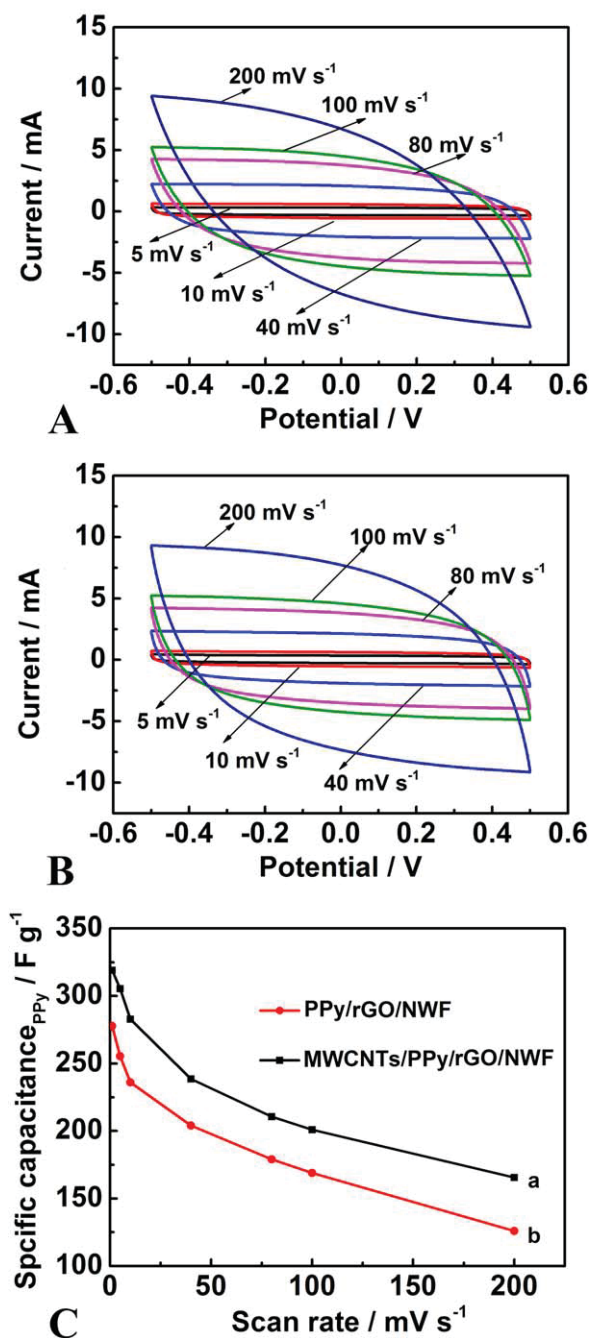 15
10
5
0
-5
-10
Current / mA
200 mV s-1
100 mV s-1
80 mV s-1
5 mV s-1
10 mV s-1
40 mV s-1
-0.6 -0.4 -0.2 0.0 0.2 0.4 0.6
Potential / V
A
15
10
5
0
-5
-10
Current / mA
200 mV s-1
100 mV s-1
80 mV s-1
5 mV s-1
10 mV s-1
40 mV s-1
-0.6 -0.4 -0.2 0.0 0.2 0.4 0.6
Potential / V
B
350
300
250
200
150
100
Spcific capacitancePPy / F g-1
PPy/rGO/NWF
MWCNTs/PPy/rGO/NWF
a
b
0 50 100 150 200
Scan rate / mV s-1
C